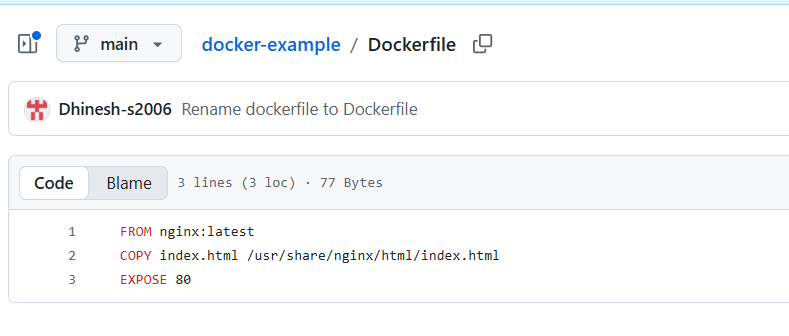 main
docker-example / Dockerfile
Dhinesh-s2006 Rename dockerfile to Dockerfile
Code Blame 3 lines (3 loc) · 77 Bytes
1 FROM nginx:latest
2 COPY index.html /usr/share/nginx/html/index.html
3 EXPOSE 80